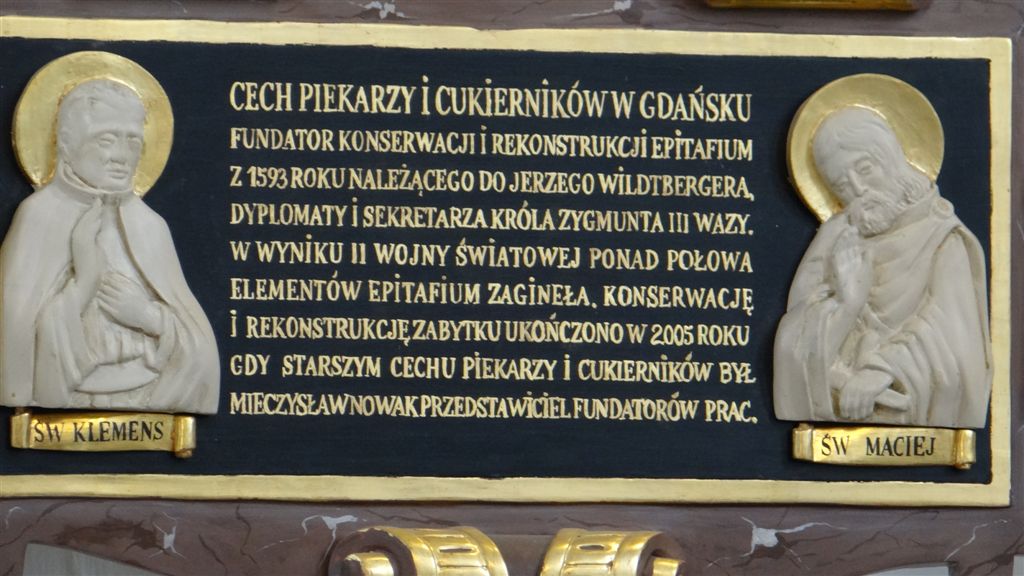 CECH PIEKARZY i CUKIERNIKÓW W GDAŃSKU
FUNDATOR KONSERWACJI i REKONSTRUKCJI EPITAFIUM
Z 1593 ROKU NALEŻĄCEGO DO JERZEGO WILDTBERGERA,
DYPLOMATY i SEKRETARZA KRÓLA ZYGMUNTA III WAZY.
W WYNIKU II WOJNY ŚWIATOWEJ PONAD POŁOWA
ELEMENTÓW EPITAFIUM ZAGINEŁA. KONSERWACJĘ
i REKONSTRUKCJĘ ZABYTKU UKOŃCZONO W 2005 ROKU
GDY STARSZYM CECHU PIEKARZY i CUKIERNIKÓW BYŁ
MIECZYSŁAW NOWAK PRZEDSTAWICIEL FUNDATORÓW PRAC.
ŚW KLEMENS
ŚW MACIEJ